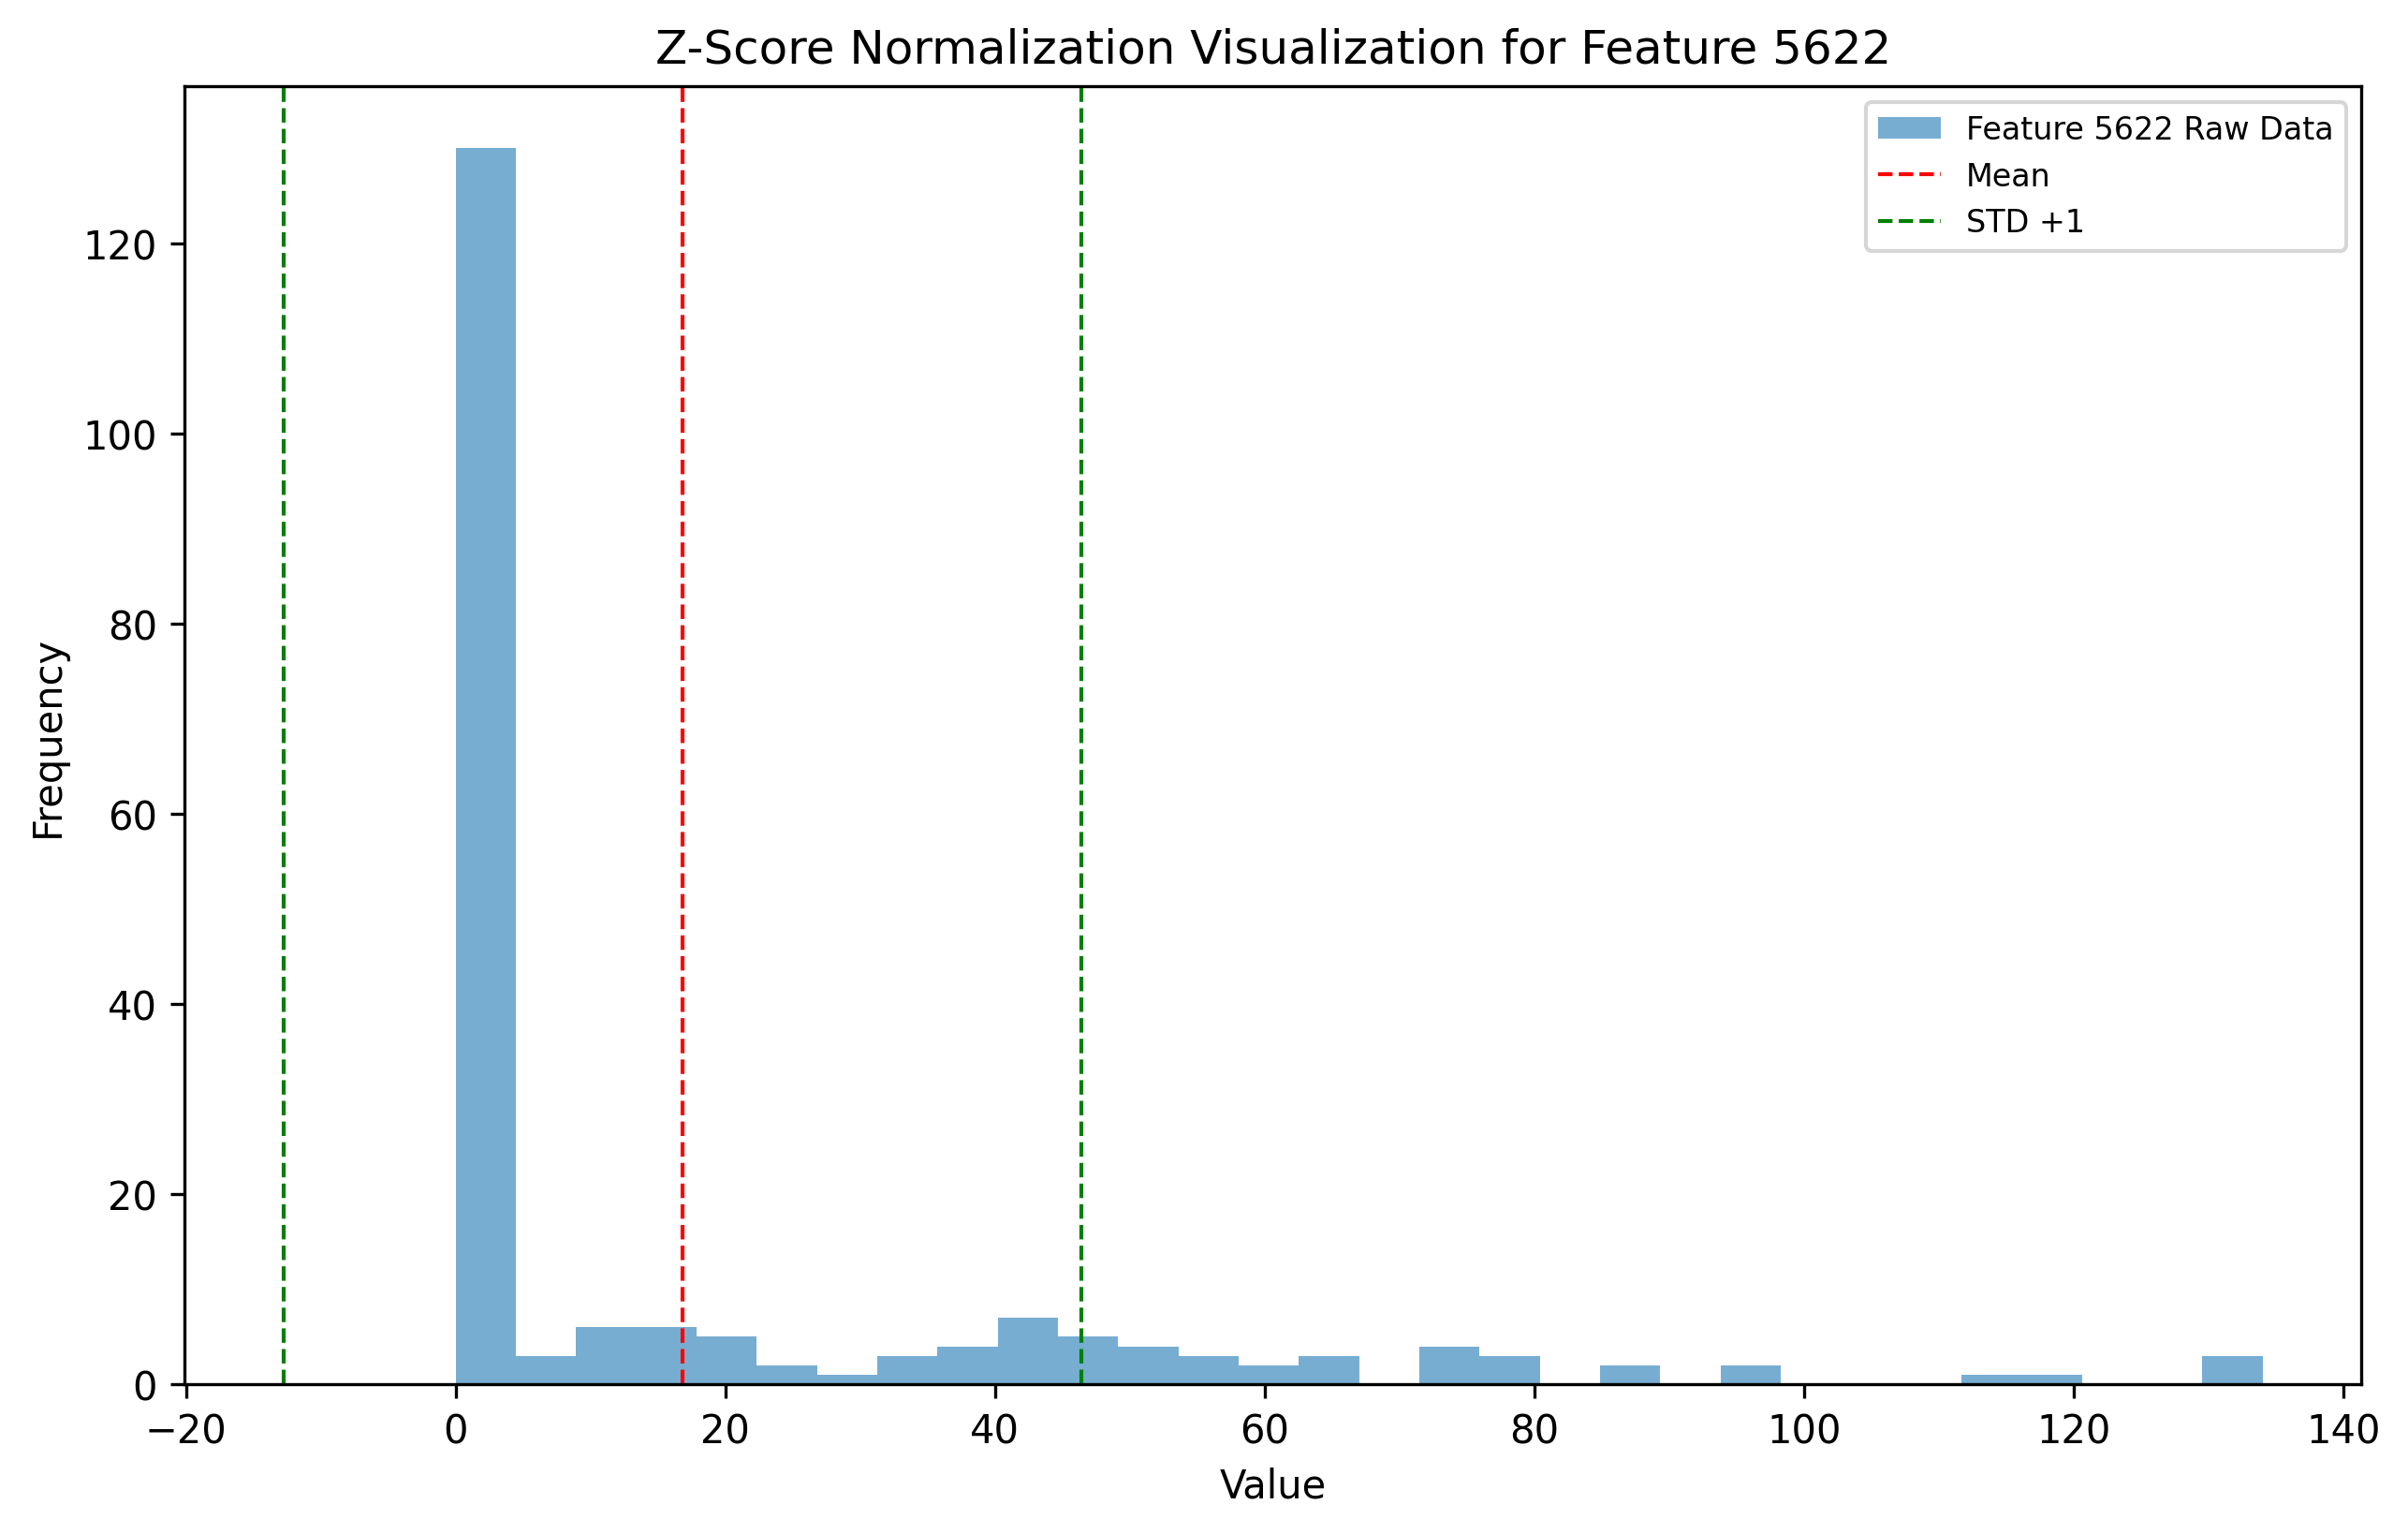 Z-Score Normalization Visualization for Feature 5622
Feature 5622 Raw Data
Mean
STD +1
Frequency
120
100
80
60
40
20
0
−20 0 20 40 60 80 100 120 140
Value